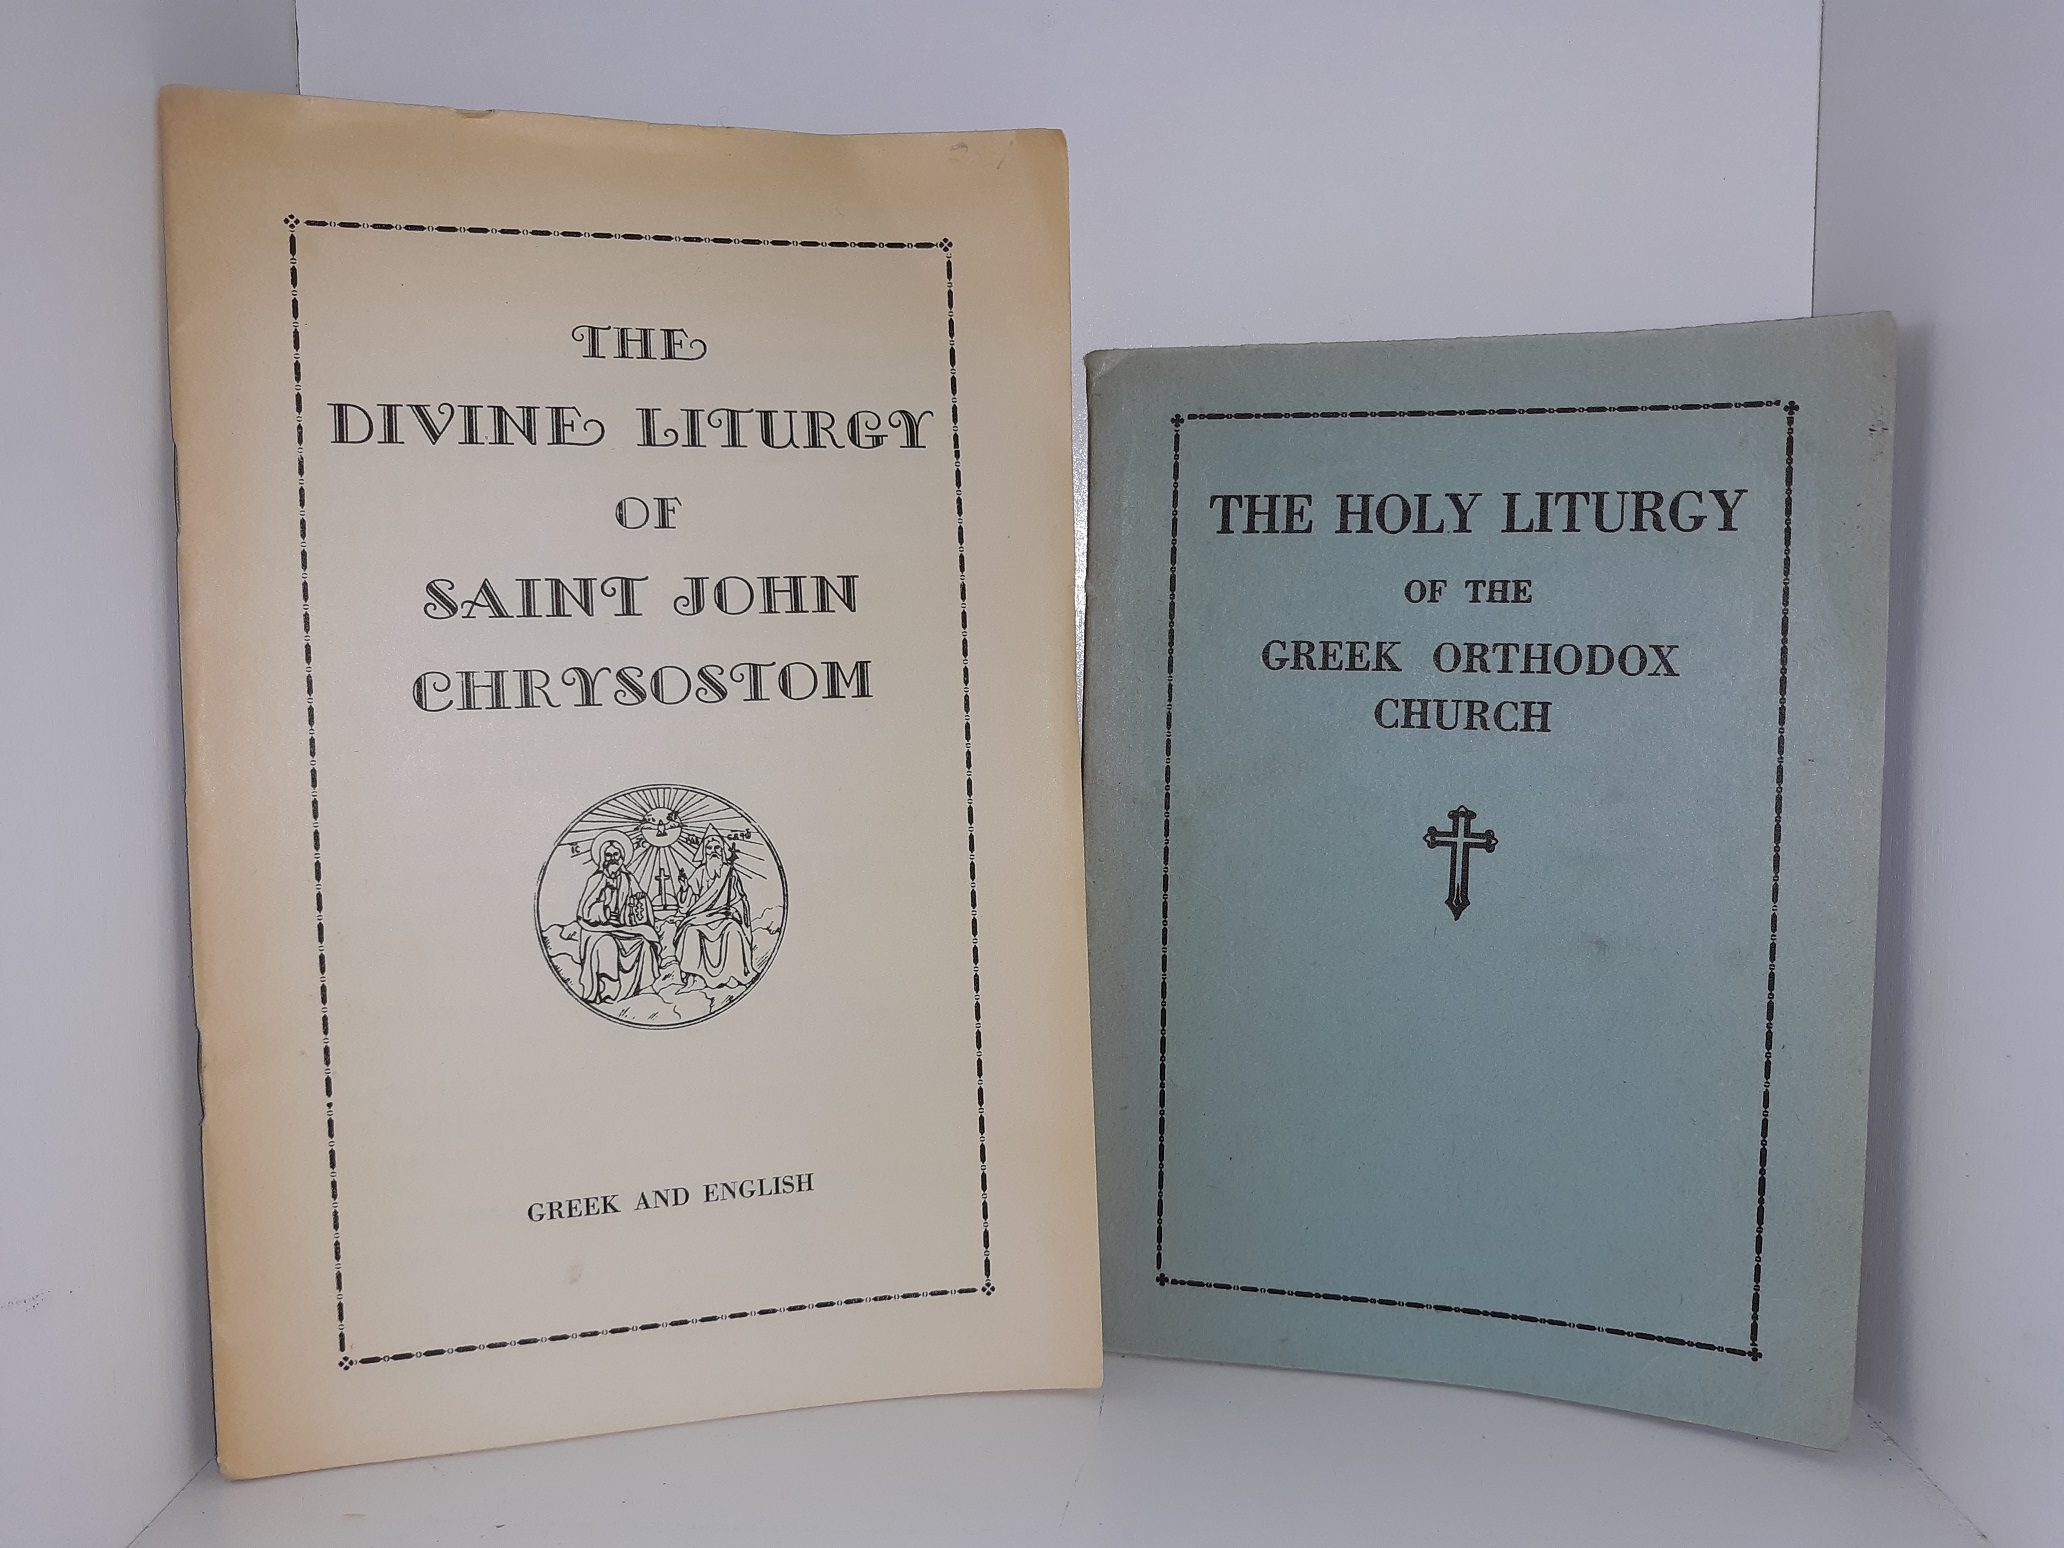 THE
DIVINE LITURGY
OF
SAINT JOHN
CHRYSOSTOM
GREEK AND ENGLISH
THE HOLY LITURGY
OF THE
GREEK ORTHODOX
CHURCH